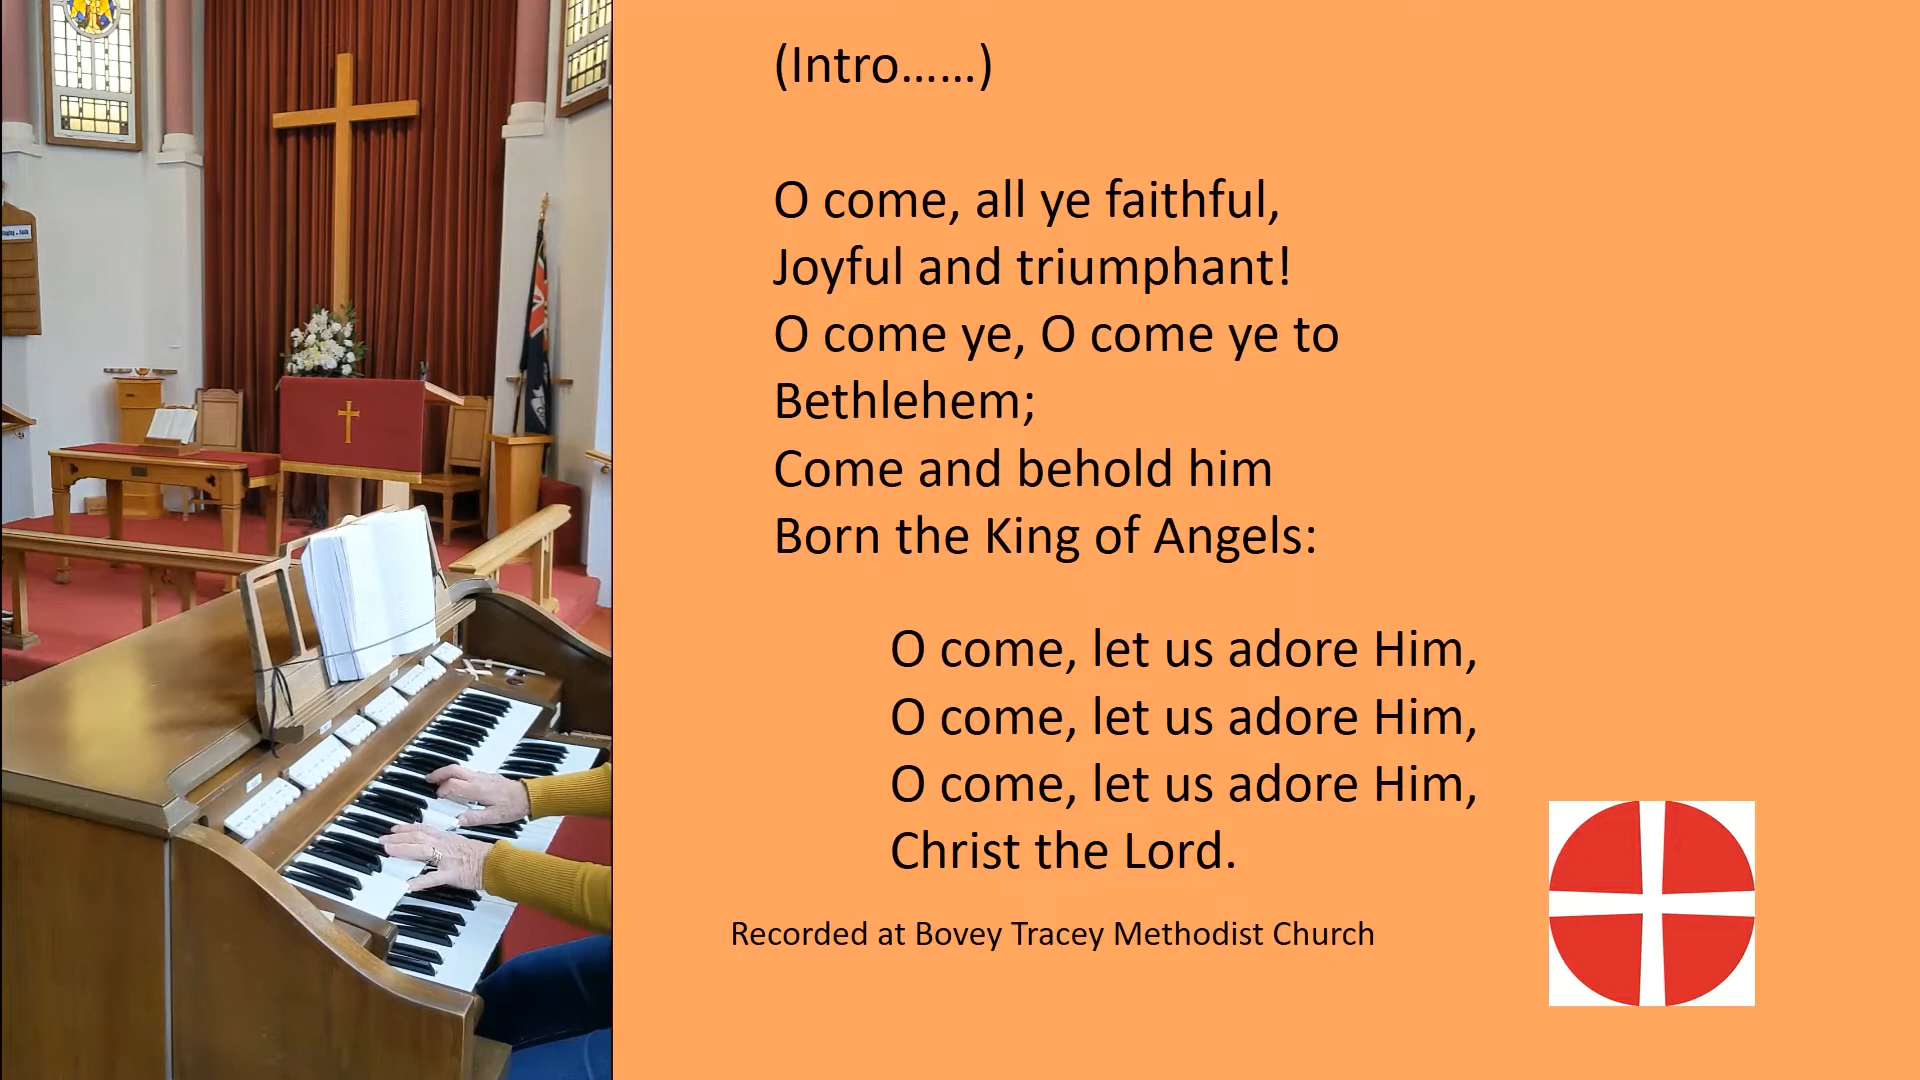 (Intro……)
O come, all ye faithful,
Joyful and triumphant!
O come ye, O come ye to
Bethlehem;
Come and behold him
Born the King of Angels:
O come, let us adore Him,
O come, let us adore Him,
O come, let us adore Him,
Christ the Lord.
Recorded at Bovey Tracey Methodist Church